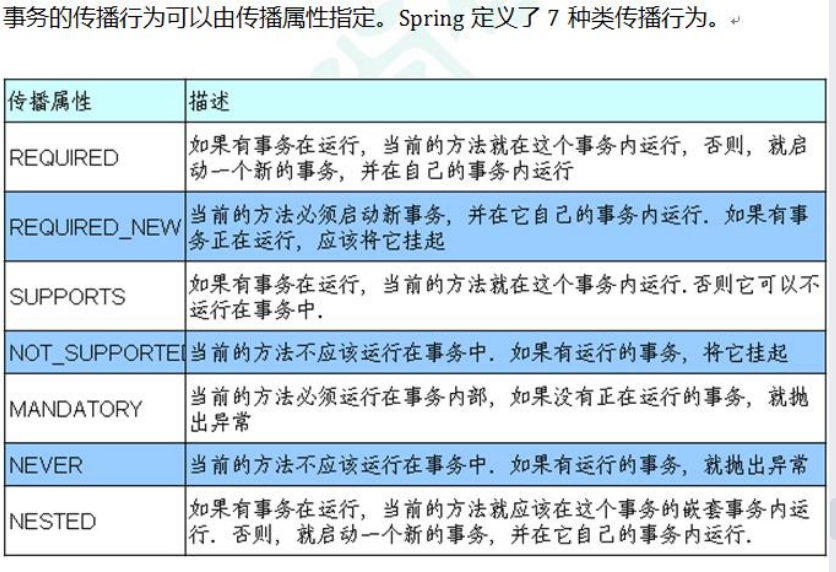 事务的传播行为可以由传播属性指定。Spring 定义了 7 种类传播行为。
传播属性 描述
REQUIRED 如果有事务在运行，当前的方法就在这个事务内运行，否则，就启
动一个新的事务，并在自己的事务内运行
REQUIRED_NEW 当前的方法必须启动新事务，并在它自己的事务内运行．如果有事
务正在运行，应该将它挂起
SUPPORTS 如果有事务在运行，当前的方法就在这个事务内运行．否则它可以不
运行在事务中．
NOT_SUPPORTED 当前的方法不应该运行在事务中．如果有运行的事务，将它挂起
MANDATORY 当前的方法必须运行在事务内部，如果没有正在运行的事务，就抛
出异常
NEVER 当前的方法不应该运行在事务中．如果有运行的事务，就抛出异常
NESTED 如果有事务在运行，当前的方法就应该在这个事务的嵌套事务内运
行．否则，就启动一个新的事务，并在它自己的事务内运行．